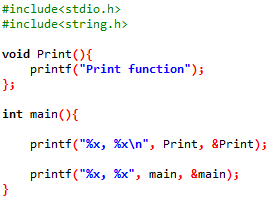 #include<stdio.h>
#include<string.h>
void Print(){
    printf("Print function");
};
int main(){
    printf("%x, %x\n", Print, &Print);
    printf("%x, %x", main, &main);
}